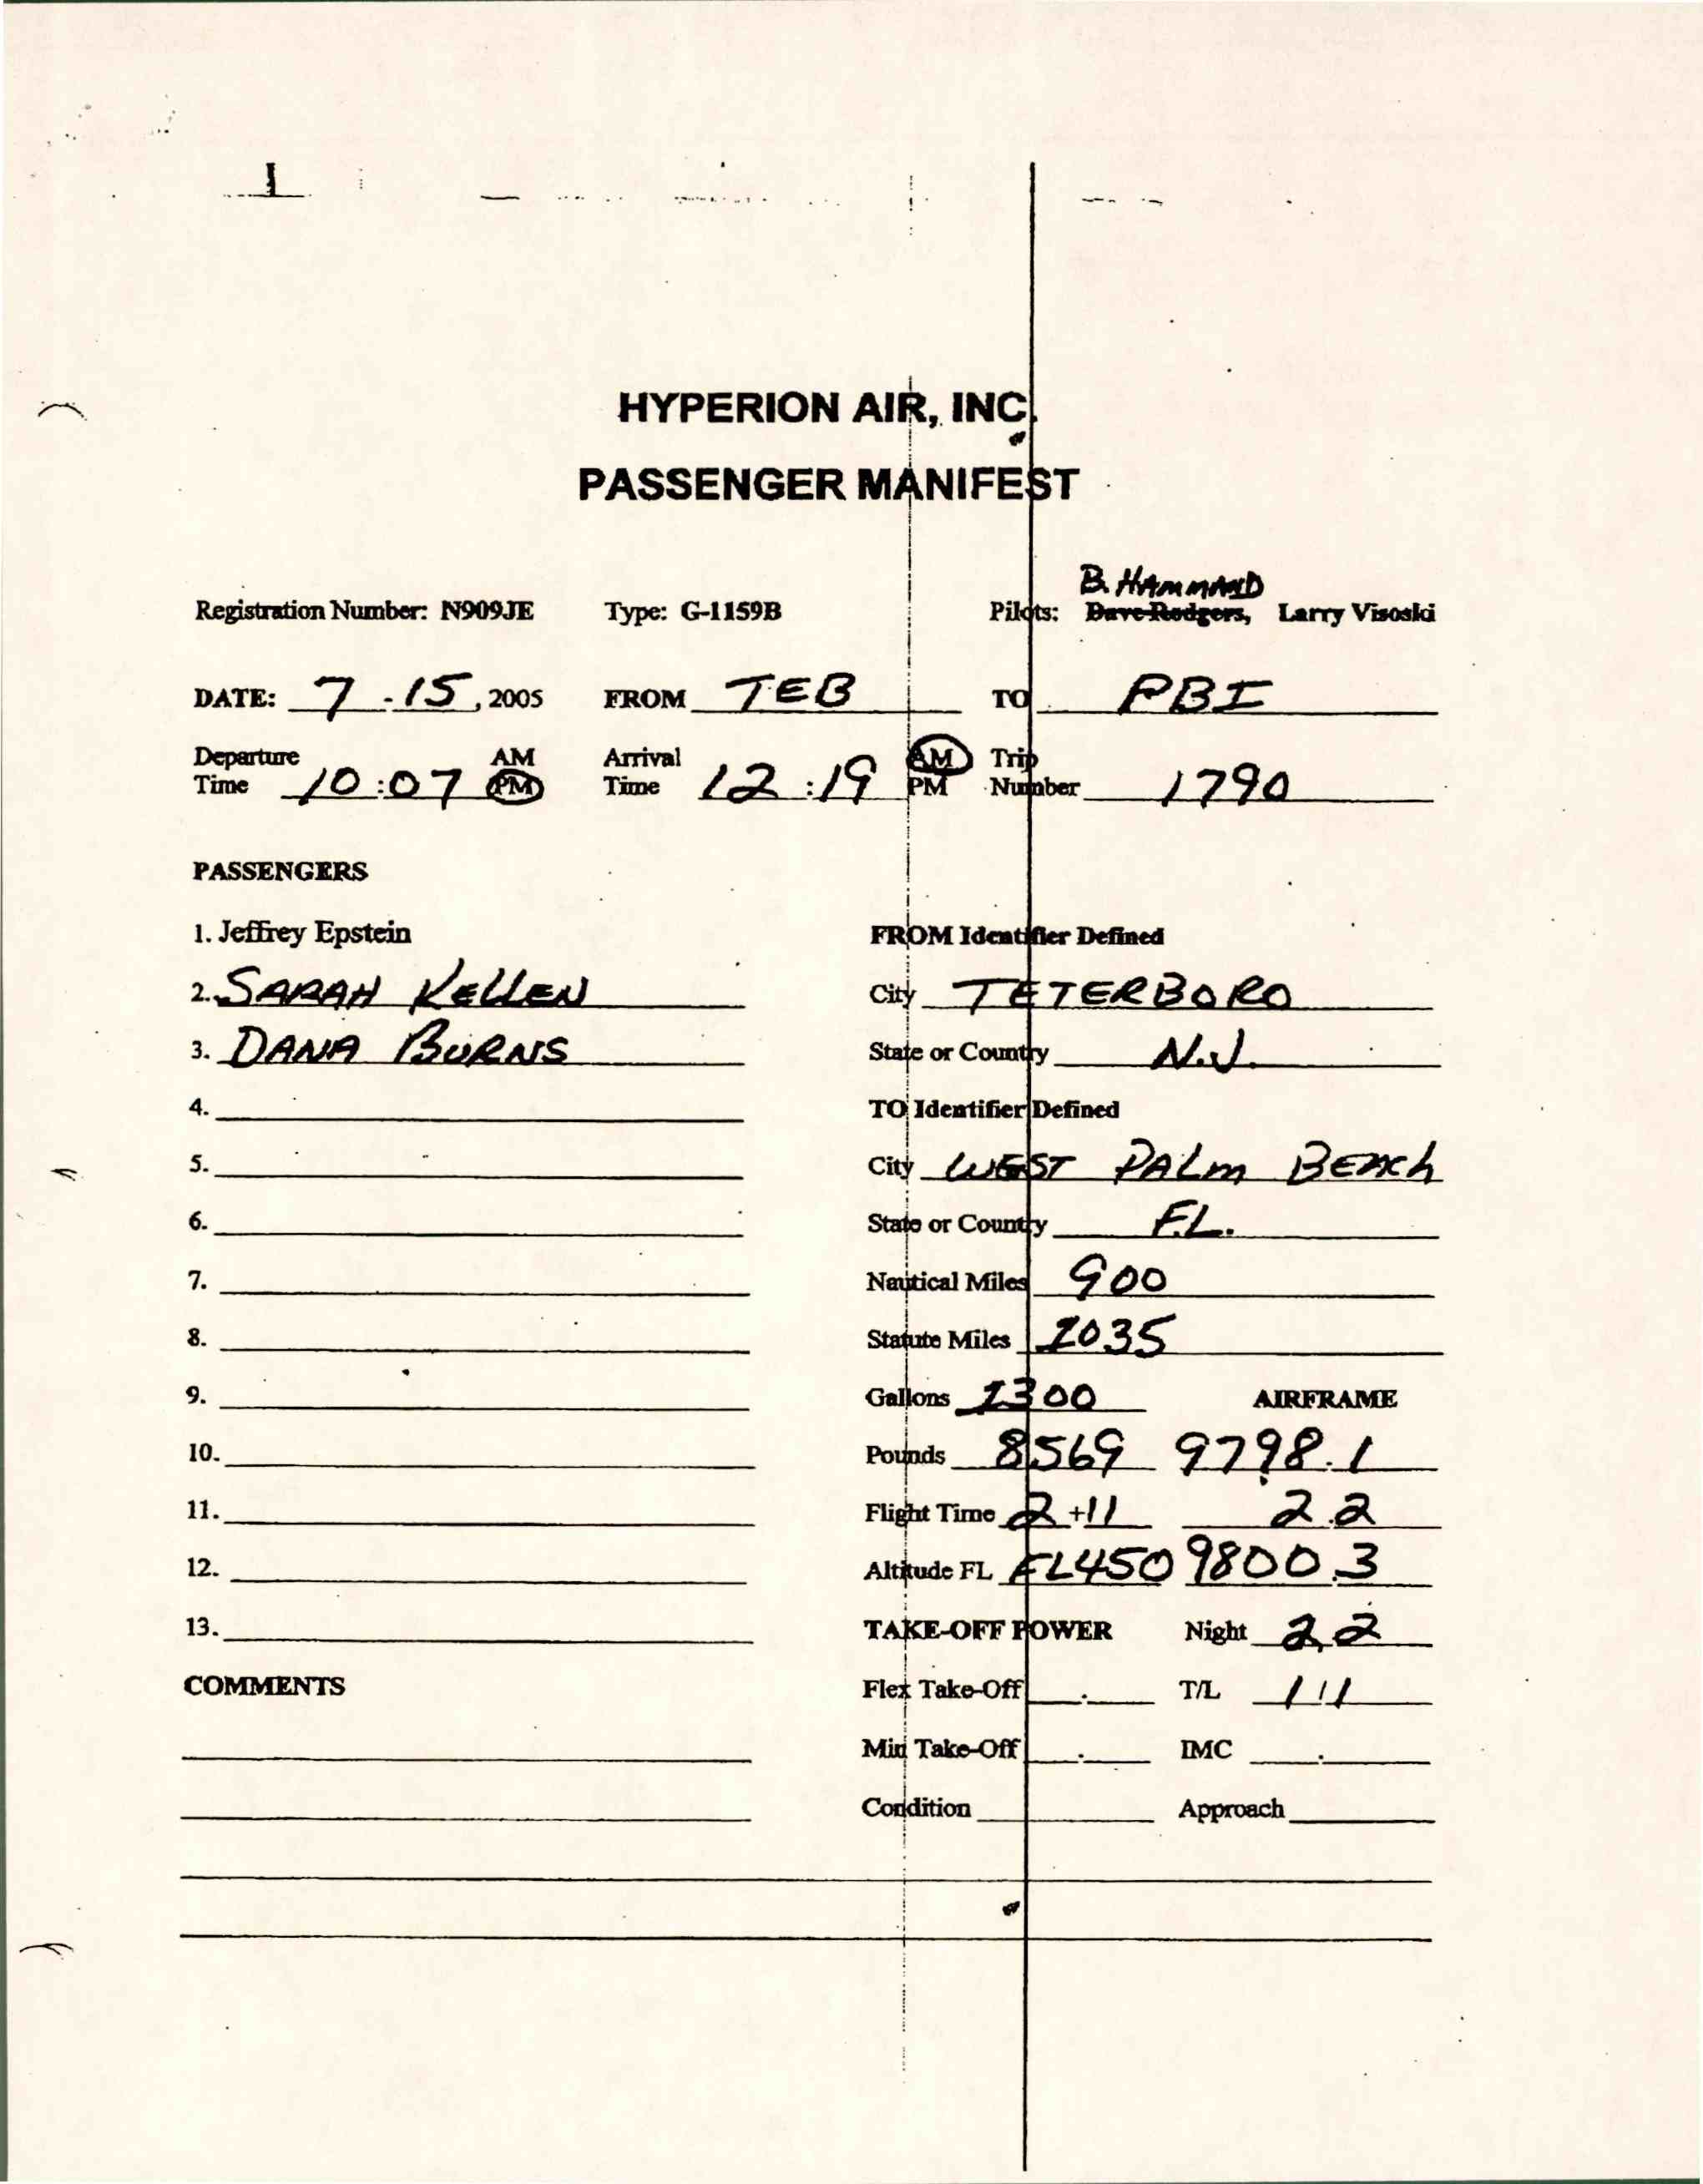 HYPERION AIR, INC.
PASSENGER MANIFEST
B. HAMMOND
Registration Number: N909JE Type: G-1159B Pilots: Dave Rodgers, Larry Visoski
DATE: 7-15, 2005 FROM TEB TO PBI
Departure Time 10:07 AM PM Arrival Time 12:19 AM PM Trip Number 1790
PASSENGERS
1. Jeffrey Epstein FROM Identifier Defined
2. SARAH KELLEN City TETERBORO
3. DANA BURNS State or Country N.J.
4. TO Identifier Defined
5. City WEST PALM BEACH
6. State or Country FL.
7. Nautical Miles 900
8. Statute Miles 1035
9. Gallons 1300 AIRFRAME
10. Pounds 8569 9798.1
11. Flight Time 2+11 2.2
12. Altitude FL FL450 9800.3
13. TAKE-OFF POWER Night 2.2
COMMENTS Flex Take-Off T/L 1/1
Min Take-Off IMC
Condition Approach